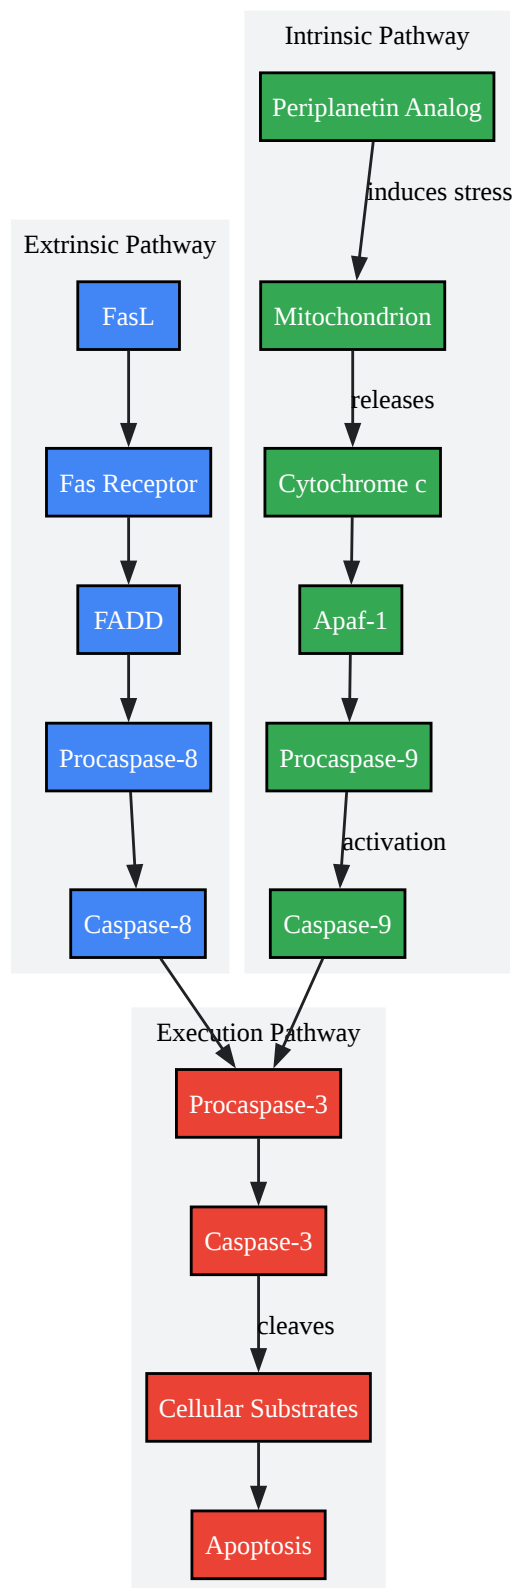 Intrinsic Pathway
Periplanetin Analog
induces stress
Extrinsic Pathway
FasL
Mitochondrion
releases
Fas Receptor
Cytochrome c
FADD
Apaf-1
Procaspase-8
Procaspase-9
activation
Caspase-8
Caspase-9
Execution Pathway
Procaspase-3
Caspase-3
cleaves
Cellular Substrates
Apoptosis